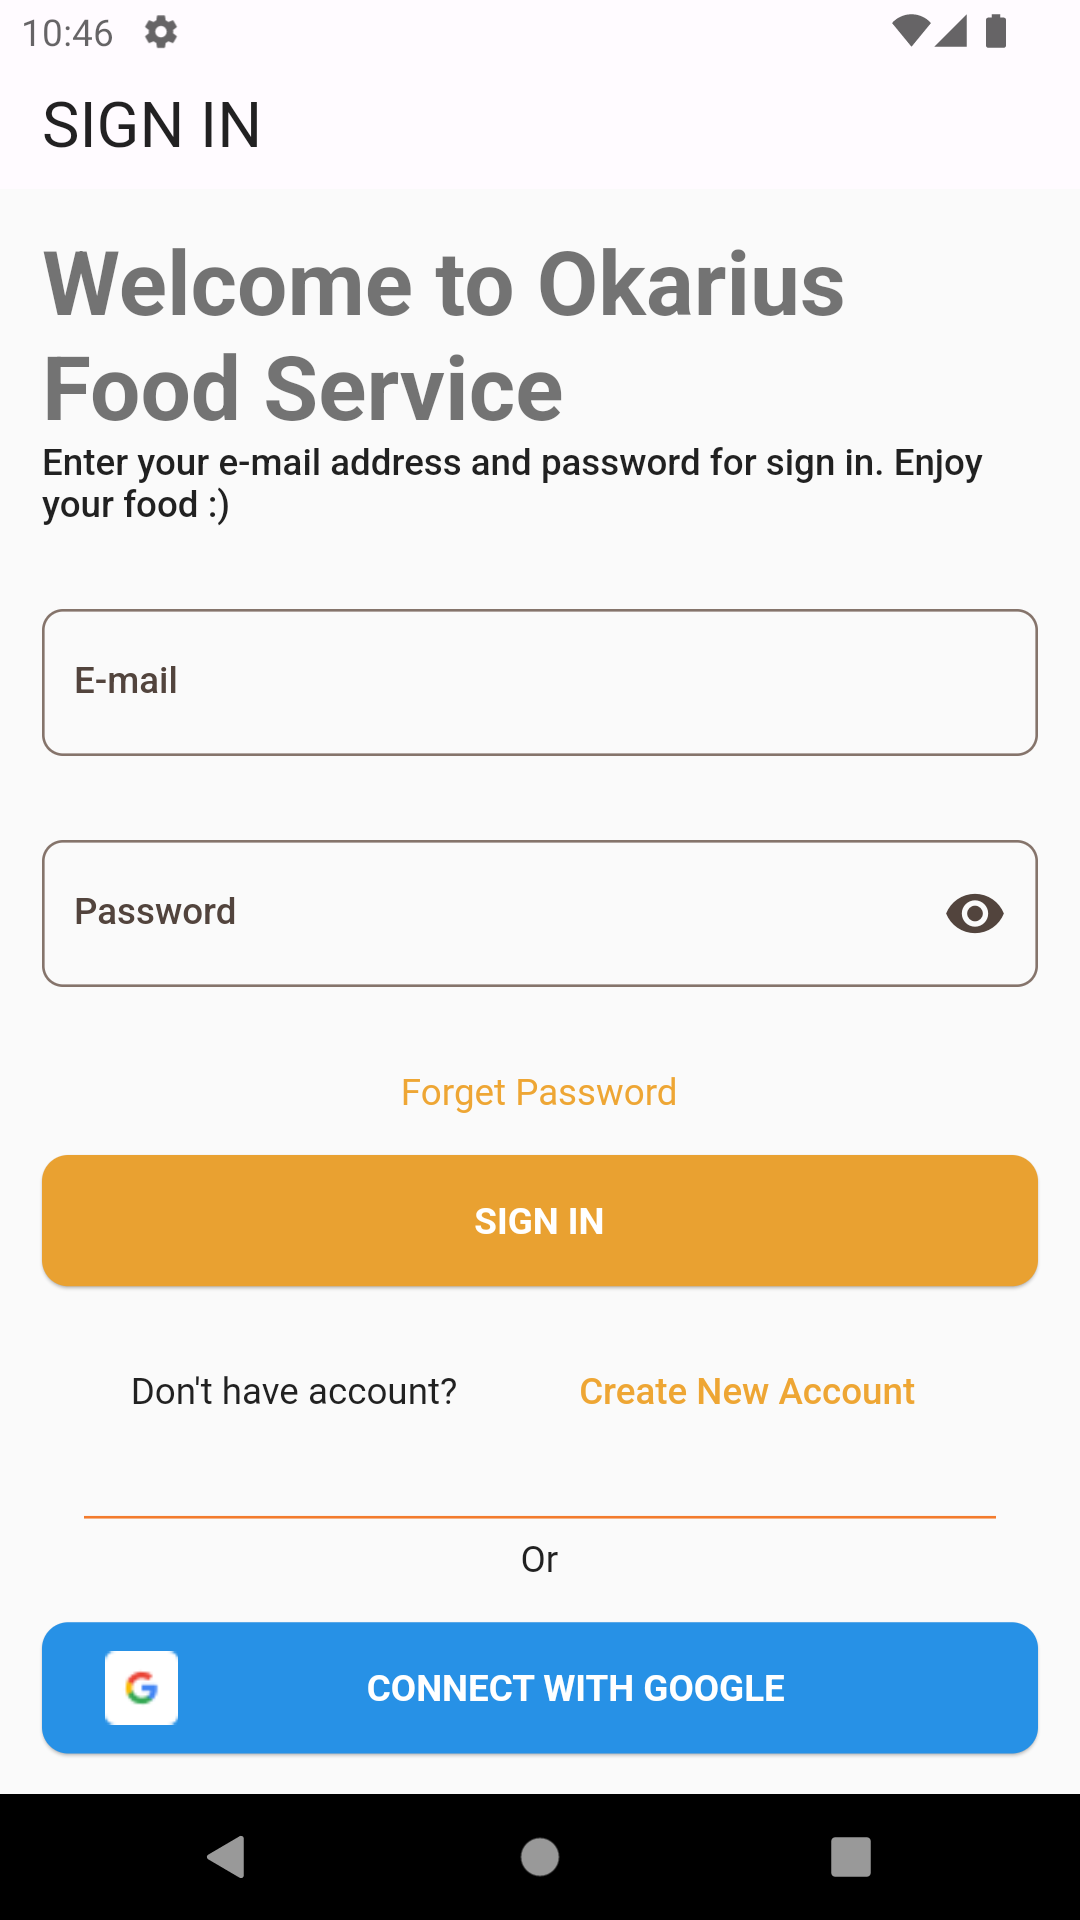 10:46
SIGN IN
Welcome to Okarius
Food Service
Enter your e-mail address and password for sign in. Enjoy
your food :)
E-mail
Password
Forget Password
SIGN IN
Don't have account? Create New Account
Or
G CONNECT WITH GOOGLE